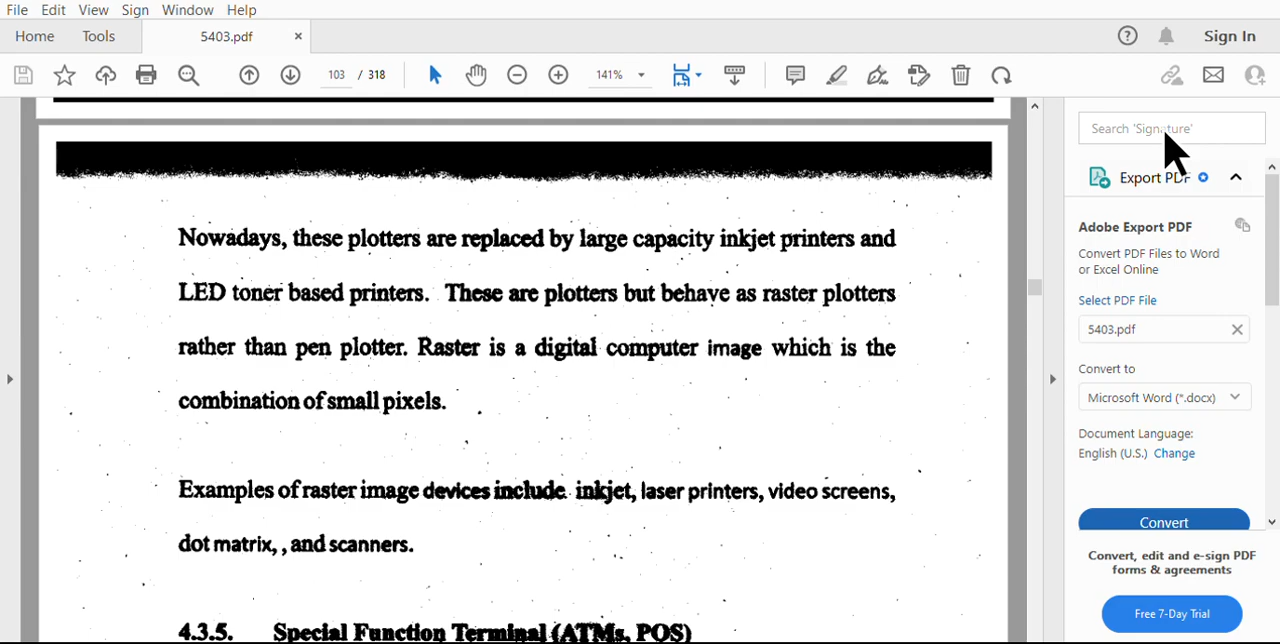 File Edit View Sign Window Help
Home Tools 5403.pdf × Sign In
103 / 318 141%
Search 'Signature'
Export PDF
Adobe Export PDF
Convert PDF Files to Word
or Excel Online
Select PDF File
5403.pdf
Convert to
Microsoft Word (*.docx)
Document Language:
English (U.S.) Change
Convert
Convert, edit and e-sign PDF
forms & agreements
Free 7-Day Trial
Nowadays, these plotters are replaced by large capacity inkjet printers and
LED toner based printers. These are plotters but behave as raster plotters
rather than pen plotter. Raster is a digital computer image which is the
combination of small pixels.
Examples of raster image devices include inkjet, laser printers, video screens,
dot matrix, , and scanners.
4.3.5. Special Function Terminal (ATMs, POS)